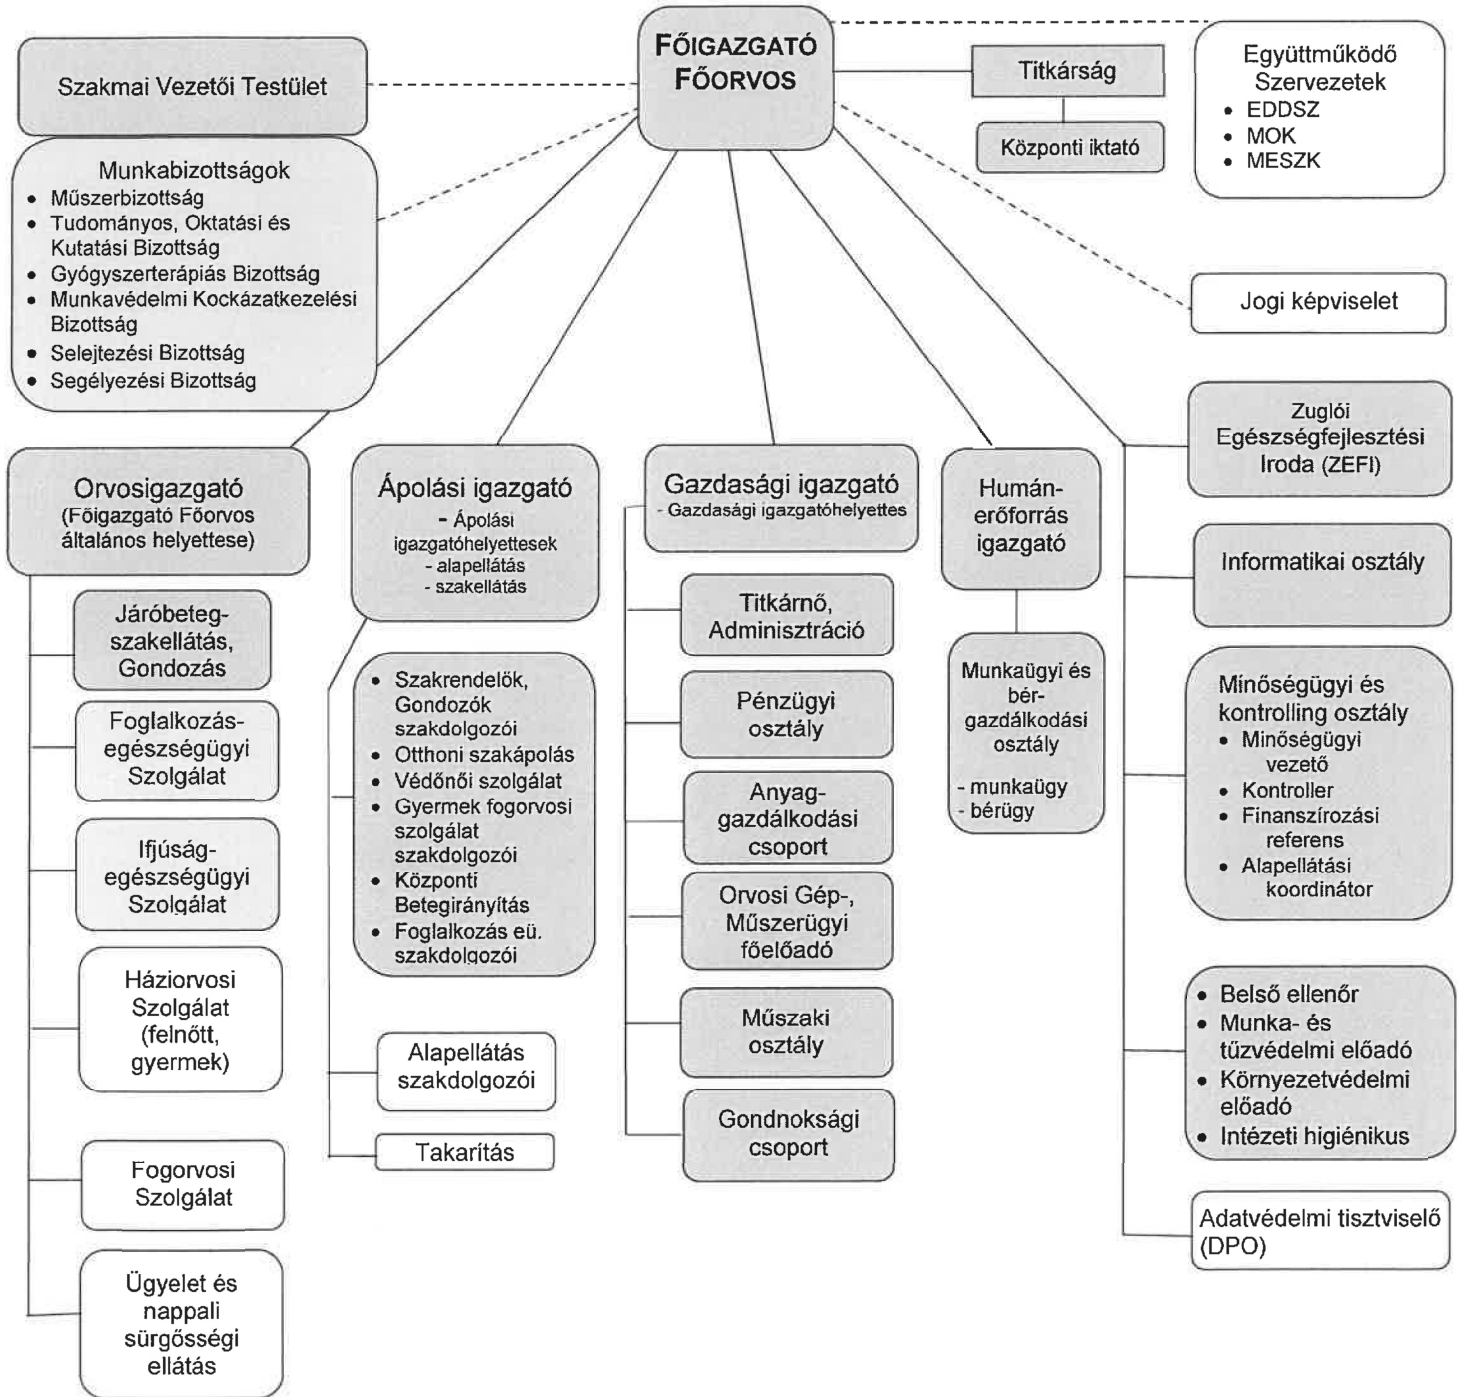 FŐIGAZGATÓ
FŐORVOS
Szakmai Vezetői Testület
Titkárság
Központi iktató
Együttműködő
Szervezetek
• EDDSZ
• MOK
• MESZK
Munkabizottságok
• Műszerbizottság
• Tudományos, Oktatási és
Kutatási Bizottság
• Gyógyszerterápiás Bizottság
• Munkavédelmi Kockázatkezelési
Bizottság
• Selejtezési Bizottság
• Segélyezési Bizottság
Jogi képviselet
Orvosigazgató
(Főigazgató Főorvos
általános helyettese)
Járóbeteg-
szakellátás,
Gondozás
Foglalkozás-
egészségügyi
Szolgálat
Ifjúság-
egészségügyi
Szolgálat
Háziorvosi
Szolgálat
(felnőtt,
gyermek)
Fogorvosi
Szolgálat
Ügyelet és
nappali
sürgősségi
ellátás
Ápolási igazgató
- Ápolási
igazgatóhelyettesek
- alapellátás
- szakellátás
• Szakrendelők,
Gondozók
szakdolgozói
• Otthoni szakápolás
• Védőnői szolgálat
• Gyermek fogorvosi
szolgálat
szakdolgozói
• Központi
Betegirányítás
• Foglalkozás eü.
szakdolgozói
Alapellátás
szakdolgozói
Takarítás
Gazdasági igazgató
- Gazdasági igazgatóhelyettes
Titkárnő,
Adminisztráció
Pénzügyi
osztály
Anyag-
gazdálkodási
csoport
Orvosi Gép-,
Műszerügyi
főelőadó
Műszaki
osztály
Gondnoksági
csoport
Humán-
erőforrás
igazgató
Munkaügyi és
bér-
gazdálkodási
osztály
- munkaügy
- bérügy
Zuglói
Egészségfejlesztési
Iroda (ZEFI)
Informatikai osztály
Minőségügyi és
kontrolling osztály
• Minőségügyi
vezető
• Kontroller
• Finanszírozási
referens
• Alapellátási
koordinátor
• Belső ellenőr
• Munka- és
tűzvédelmi előadó
• Környezetvédelmi
előadó
• Intézeti higiénikus
Adatvédelmi tisztviselő
(DPO)